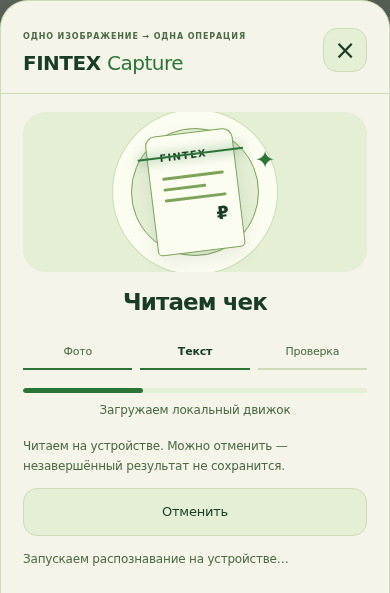 ОДНО ИЗОБРАЖЕНИЕ → ОДНА ОПЕРАЦИЯ
FINTEX Capture
×
FINTEX
₽
Читаем чек
Фото
Текст
Проверка
Загружаем локальный движок
Читаем на устройстве. Можно отменить —
незавершённый результат не сохранится.
Отменить
Запускаем распознавание на устройстве…